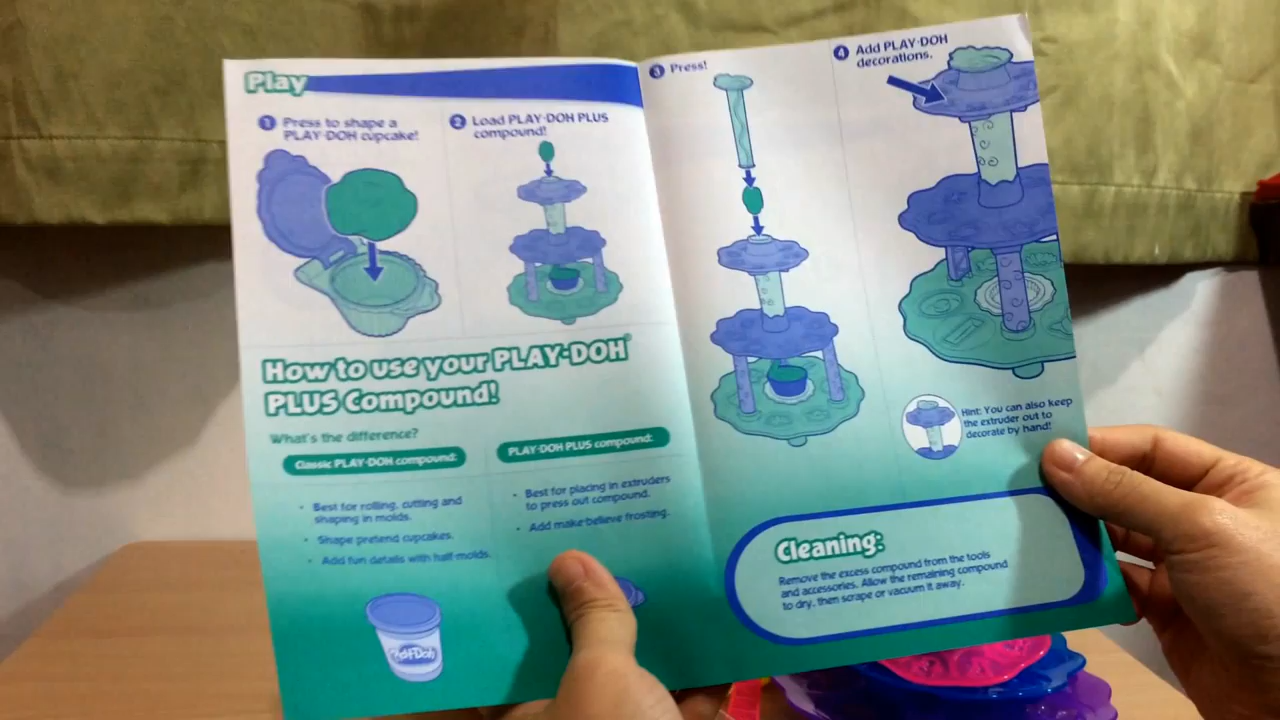 Play
1 Press to shape a
PLAY-DOH cupcake!
2 Load PLAY-DOH PLUS
compound!
How to use your PLAY-DOH®
PLUS Compound!
What's the difference?
Classic PLAY-DOH compound:
• Best for rolling, cutting and
shaping in molds.
• Shape pretend cupcakes.
• Add fun details with half-molds.
Play-Doh
PLAY-DOH PLUS compound:
• Best for placing in extruders
to press out compound.
• Add make-believe frosting.
3 Press!
4 Add PLAY-DOH
decorations.
Hint: You can also keep
the extruder out to
decorate by hand!
Cleaning:
Remove the excess compound from the tools
and accessories. Allow the remaining compound
to dry, then scrape or vacuum it away.